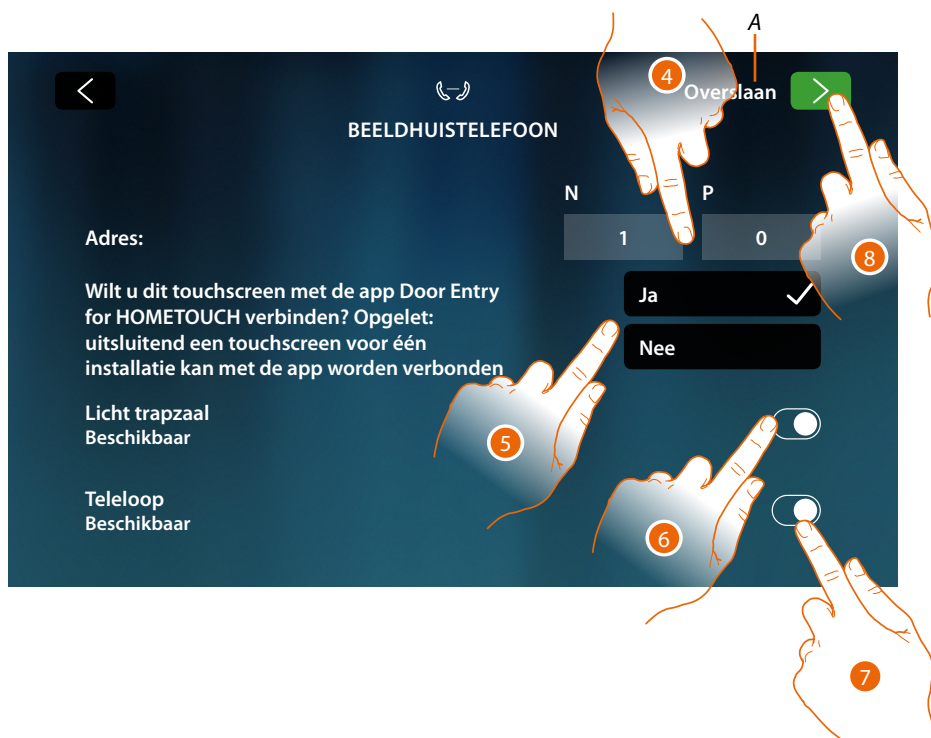 A
4
Overslaan
BEELDHUISTELEFOON
N P
Adres: 1 0
8
Wilt u dit touchscreen met de app Door Entry
for HOMETOUCH verbinden? Opgelet:
uitsluitend een touchscreen voor één
installatie kan met de app worden verbonden
Ja
Nee
5
Licht trapzaal
Beschikbaar
6
Teleloop
Beschikbaar
7